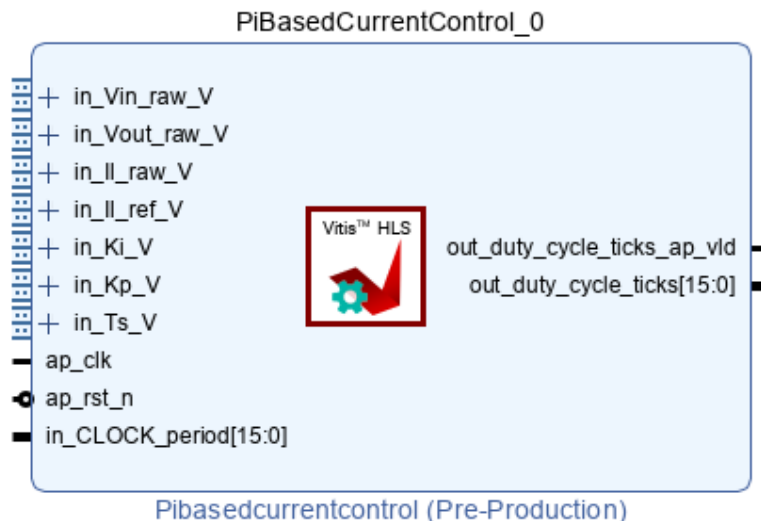 PiBasedCurrentControl_0
in_Vin_raw_V
in_Vout_raw_V
in_Il_raw_V
in_Il_ref_V
in_Ki_V
in_Kp_V
in_Ts_V
ap_clk
ap_rst_n
in_CLOCK_period[15:0]
Vitis™ HLS
out_duty_cycle_ticks_ap_vld
out_duty_cycle_ticks[15:0]
Pibasedcurrentcontrol (Pre-Production)